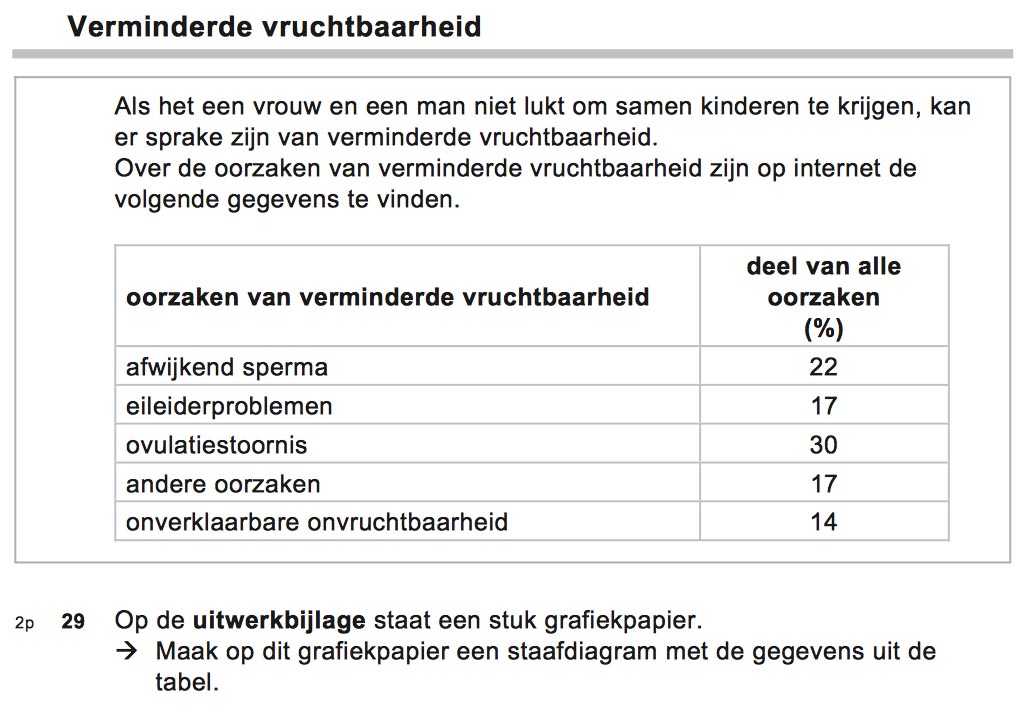 Verminderde vruchtbaarheid
Als het een vrouw en een man niet lukt om samen kinderen te krijgen, kan
er sprake zijn van verminderde vruchtbaarheid.
Over de oorzaken van verminderde vruchtbaarheid zijn op internet de
volgende gegevens te vinden.
oorzaken van verminderde vruchtbaarheid
deel van alle
oorzaken
(%)
afwijkend sperma 22
eileiderproblemen 17
ovulatiestoornis 30
andere oorzaken 17
onverklaarbare onvruchtbaarheid 14
2p 29 Op de uitwerkbijlage staat een stuk grafiekpapier.
→ Maak op dit grafiekpapier een staafdiagram met de gegevens uit de
tabel.